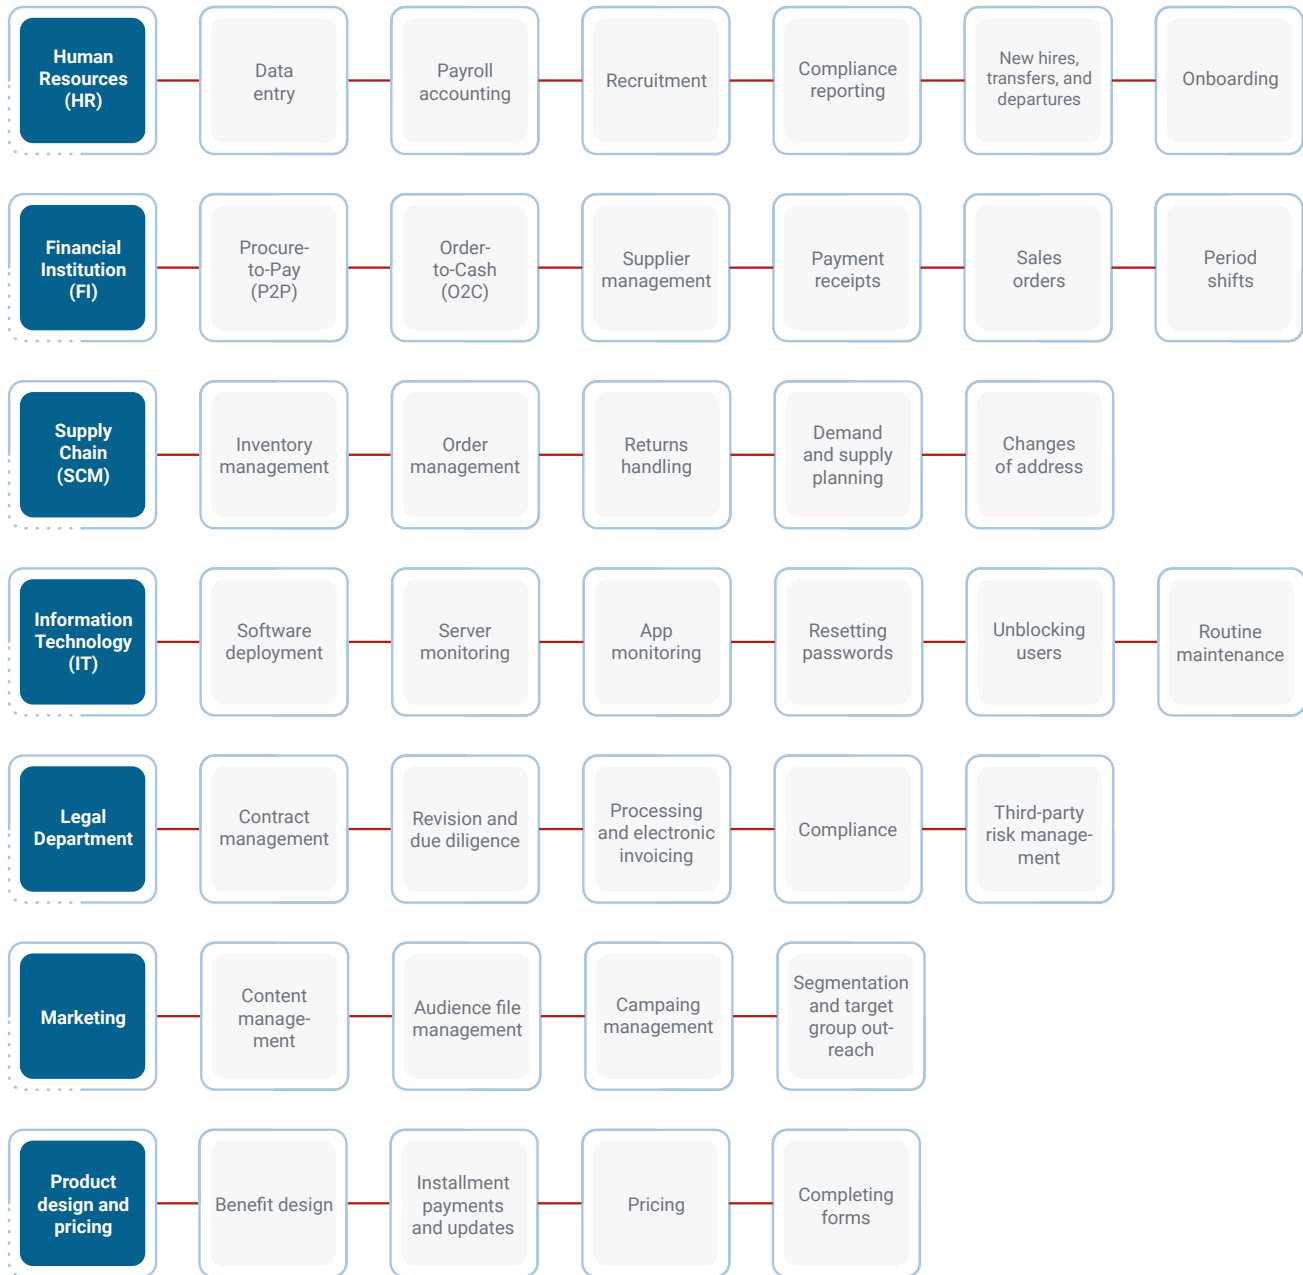 Human
Resources
(HR)
Data
entry
Payroll
accounting
Recruitment
Compliance
reporting
New hires,
transfers, and
departures
Onboarding
Financial
Institution
(FI)
Procure-
to-Pay
(P2P)
Order-
to-Cash
(O2C)
Supplier
management
Payment
receipts
Sales
orders
Period
shifts
Supply
Chain
(SCM)
Inventory
management
Order
management
Returns
handling
Demand
and supply
planning
Changes
of address
Information
Technology
(IT)
Software
deployment
Server
monitoring
App
monitoring
Resetting
passwords
Unblocking
users
Routine
maintenance
Legal
Department
Contract
management
Revision and
due diligence
Processing
and electronic
invoicing
Compliance
Third-party
risk manage-
ment
Marketing
Content
manage-
ment
Audience file
management
Campaing
management
Segmentation
and target
group out-
reach
Product
design and
pricing
Benefit design
Installment
payments
and updates
Pricing
Completing
forms